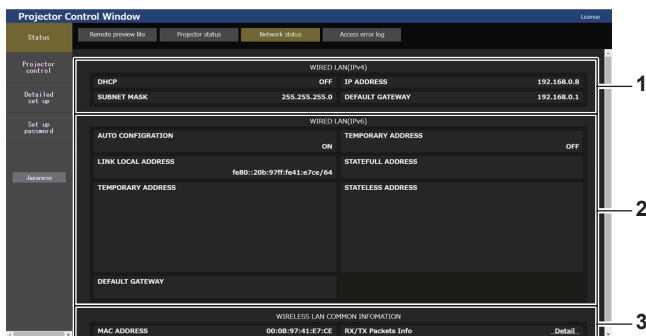 Projector Control Window
License
Status
Remote preview lite
Projector status
Network status
Access error log
Projector
control
Detailed
set up
Set up
password
Japanese
WIRED LAN(IPv4)
DHCP OFF IP ADDRESS 192.168.0.8
SUBNET MASK 255.255.255.0 DEFAULT GATEWAY 192.168.0.1
1
WIRED LAN(IPv6)
AUTO CONFIGRATION ON TEMPORARY ADDRESS OFF
LINK LOCAL ADDRESS fe80::20b:97ff:fe41:e7ce/64 STATEFULL ADDRESS
TEMPORARY ADDRESS STATELESS ADDRESS
2
DEFAULT GATEWAY
WIRELESS LAN COMMON INFOMATION
3
MAC ADDRESS 00:0B:97:41:E7:CE RX/TX Packets Info Detail